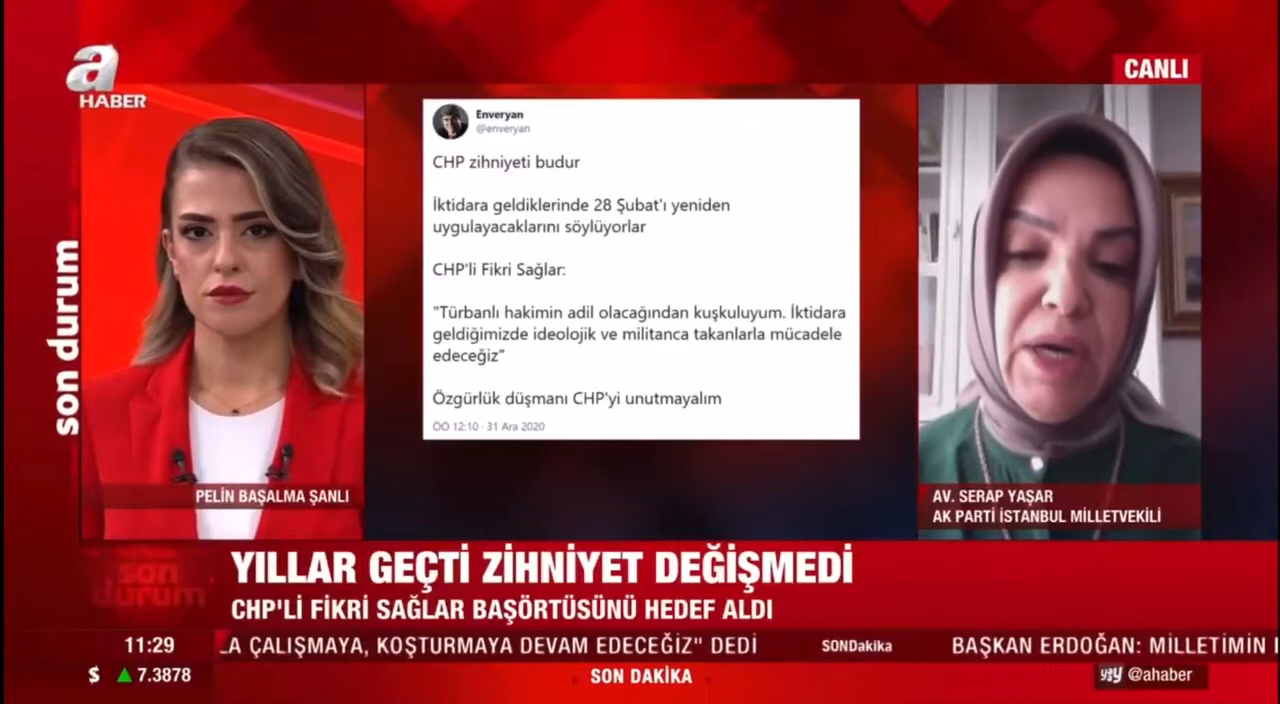 a
HABER
CANLI
son durum
Enveryan
@enveryan
CHP zihniyeti budur
İktidara geldiklerinde 28 Şubat'ı yeniden
uygulayacaklarını söylüyorlar
CHP'li Fikri Sağlar:
"Türbanlı hakimin adil olacağından kuşkuluyum. İktidara
geldiğimizde ideolojik ve militanca takanlarla mücadele
edeceğiz"
Özgürlük düşmanı CHP'yi unutmayalım
ÖÖ 12:10 · 31 Ara 2020
PELİN BAŞALMA ŞANLI
AV. SERAP YAŞAR
AK PARTİ İSTANBUL MİLLETVEKİLİ
son
durum
YILLAR GEÇTİ ZİHNİYET DEĞİŞMEDİ
CHP'Lİ FİKRİ SAĞLAR BAŞÖRTÜSÜNÜ HEDEF ALDI
11:29
LA ÇALIŞMAYA, KOŞTURMAYA DEVAM EDECEĞİZ" DEDİ SONDakika BAŞKAN ERDOĞAN: MİLLETİMİN
$ 7.3878
SON DAKİKA
@ahaber